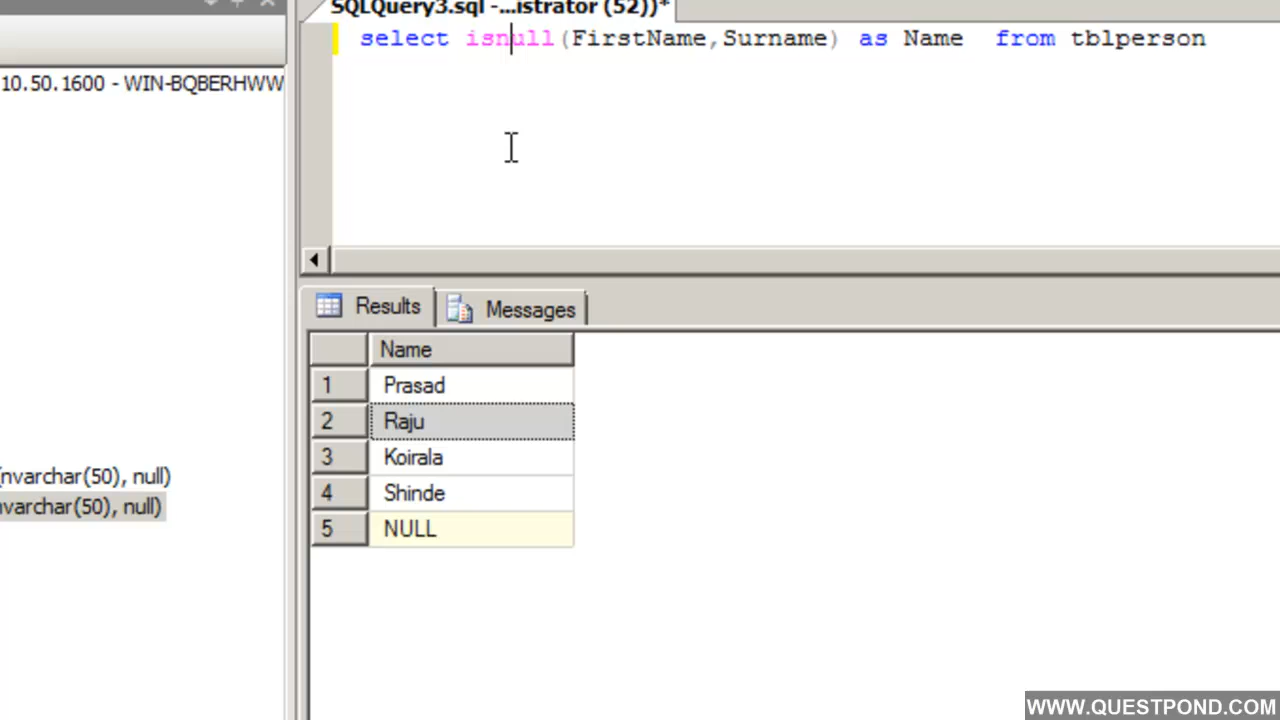 SQLQuery3.sql -...istrator (52))*
select isnull(FirstName,Surname) as Name from tblperson
10.50.1600 - WIN-BQBERHWW
Results Messages
Name
1 Prasad
2 Raju
3 Koirala
4 Shinde
5 NULL
(nvarchar(50), null)
nvarchar(50), null)
WWW.QUESTPOND.COM